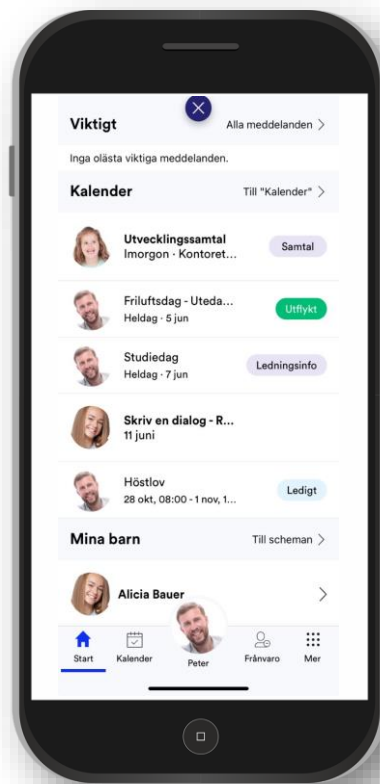 Viktigt
Alla meddelanden >
Inga olästa viktiga meddelanden.
Kalender
Till "Kalender" >
Utvecklingssamtal
Imorgon · Kontoret...
Samtal
Friluftsdag - Uteda...
Heldag · 5 jun
Utflykt
Studiedag
Heldag · 7 jun
Ledningsinfo
Skriv en dialog - R...
11 juni
Höstlov
28 okt, 08:00 - 1 nov, 1...
Ledigt
Mina barn
Till scheman >
Alicia Bauer
Start
Kalender
Peter
Frånvaro
Mer